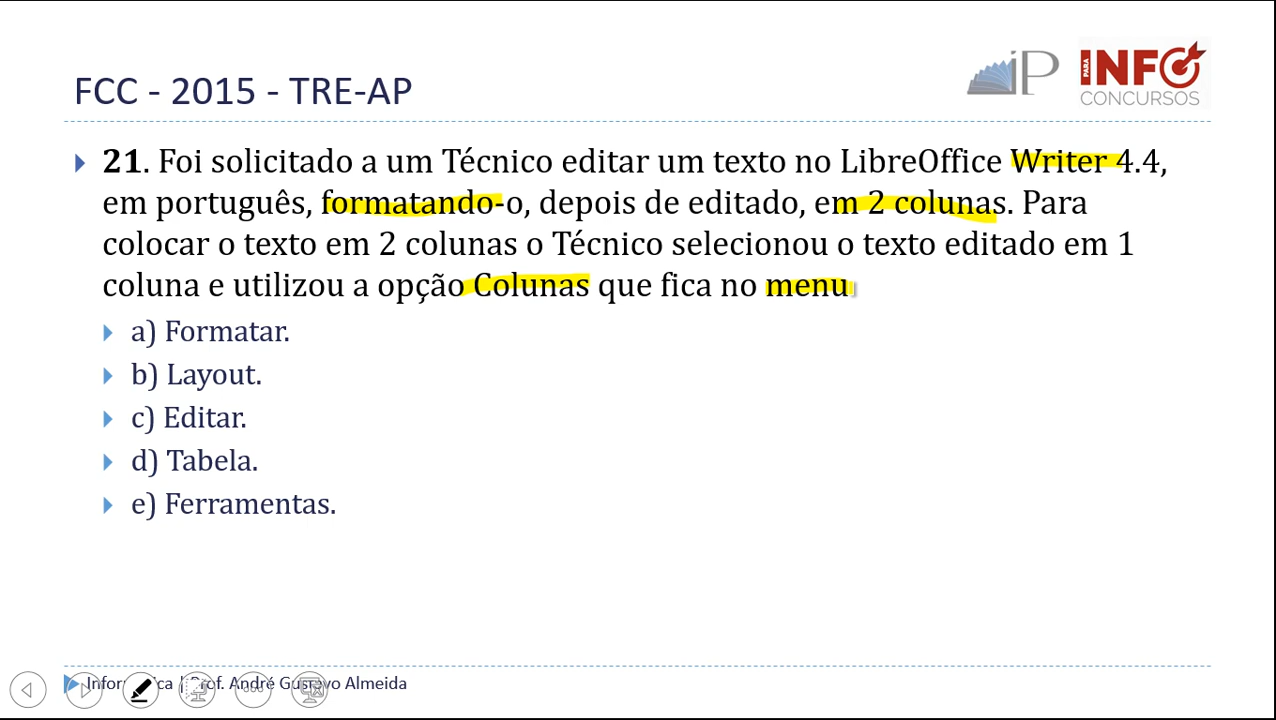 FCC - 2015 - TRE-AP
iP
PARA
INFO
CONCURSOS
21. Foi solicitado a um Técnico editar um texto no LibreOffice Writer 4.4,
em português, formatando-o, depois de editado, em 2 colunas. Para
colocar o texto em 2 colunas o Técnico selecionou o texto editado em 1
coluna e utilizou a opção Colunas que fica no menu
a) Formatar.
b) Layout.
c) Editar.
d) Tabela.
e) Ferramentas.
Informática | Prof. André Gustavo Almeida